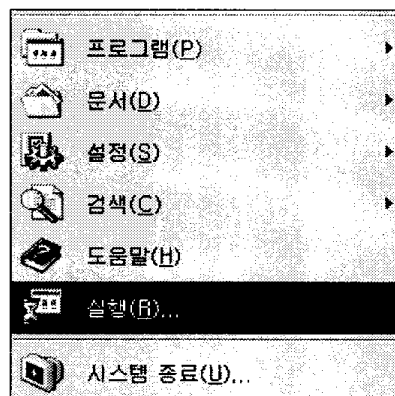 프로그램(P)
문서(D)
설정(S)
검색(C)
도움말(H)
실행(R)...
시스템 종료(U)...